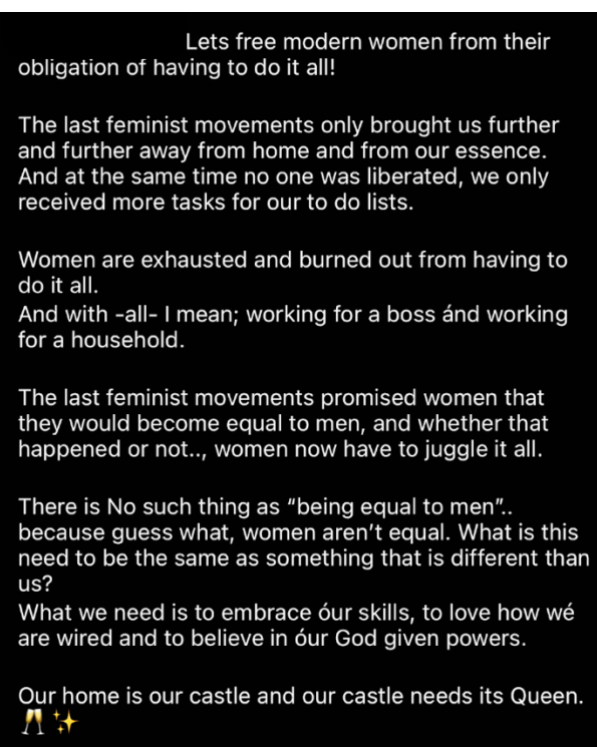 Lets free modern women from their
obligation of having to do it all!
The last feminist movements only brought us further
and further away from home and from our essence.
And at the same time no one was liberated, we only
received more tasks for our to do lists.
Women are exhausted and burned out from having to
do it all.
And with -all- I mean; working for a boss ánd working
for a household.
The last feminist movements promised women that
they would become equal to men, and whether that
happened or not.., women now have to juggle it all.
There is No such thing as “being equal to men”..
because guess what, women aren’t equal. What is this
need to be the same as something that is different than
us?
What we need is to embrace óur skills, to love how wé
are wired and to believe in óur God given powers.
Our home is our castle and our castle needs its Queen.
🥂 ✨